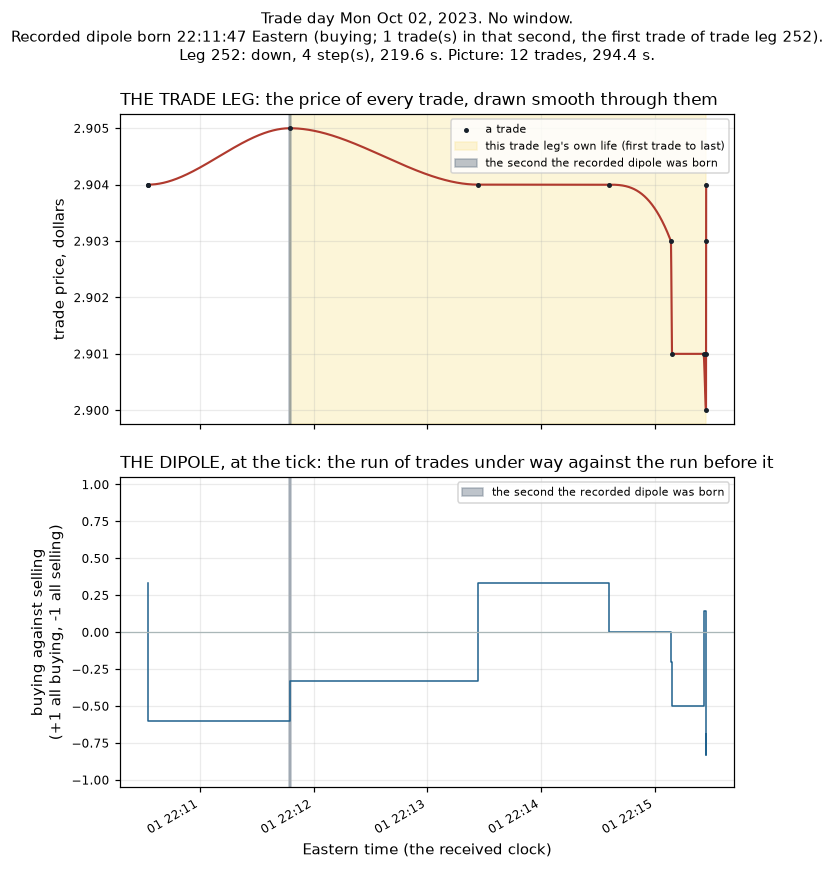 Trade day Mon Oct 02, 2023. No window.
Recorded dipole born 22:11:47 Eastern (buying; 1 trade(s) in that second, the first trade of trade leg 252).
Leg 252: down, 4 step(s), 219.6 s. Picture: 12 trades, 294.4 s.
THE TRADE LEG: the price of every trade, drawn smooth through them
a trade
this trade leg's own life (first trade to last)
the second the recorded dipole was born
2.905
2.904
2.903
2.902
2.901
2.900
trade price, dollars
THE DIPOLE, at the tick: the run of trades under way against the run before it
the second the recorded dipole was born
1.00
0.75
0.50
0.25
0.00
−0.25
−0.50
−0.75
−1.00
buying against selling
(+1 all buying, -1 all selling)
01 22:11
01 22:12
01 22:13
01 22:14
01 22:15
Eastern time (the received clock)